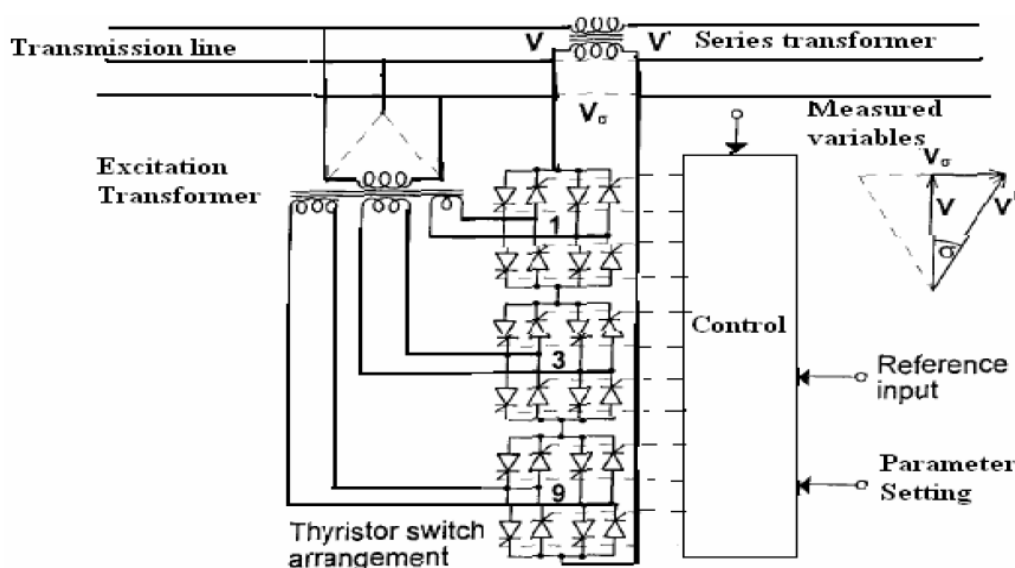 Transmission line
V
V'
Series transformer
Vσ
Measured
variables
Excitation
Transformer
1
Vσ
V
V'
σ
Control
3
Reference
input
9
Parameter
Setting
Thyristor switch
arrangement